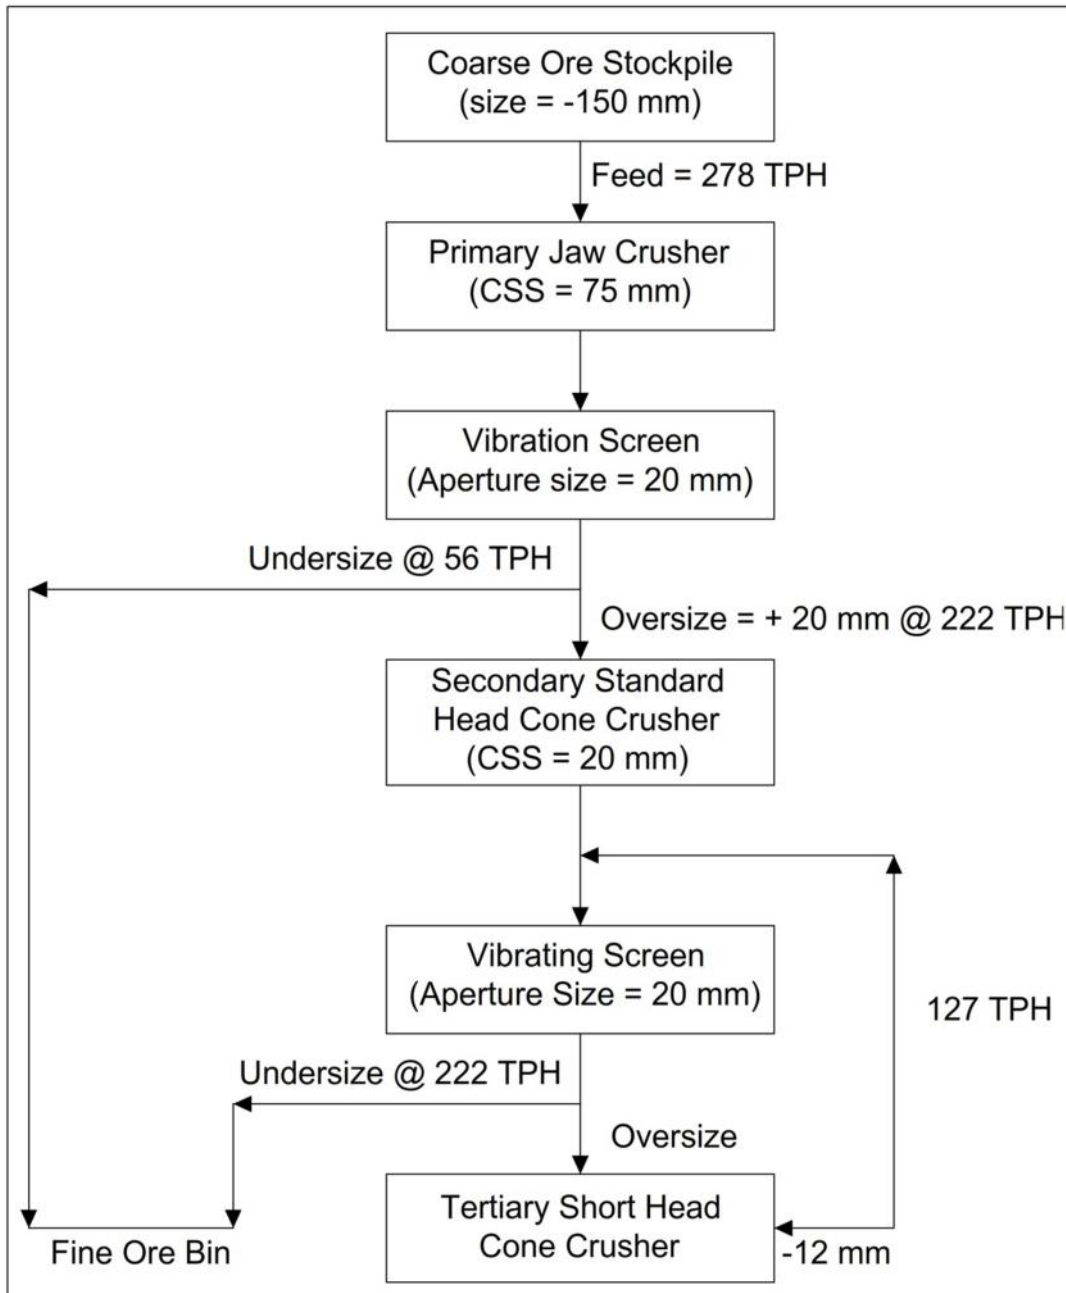 Coarse Ore Stockpile
(size = -150 mm)
Feed = 278 TPH
Primary Jaw Crusher
(CSS = 75 mm)
Vibration Screen
(Aperture size = 20 mm)
Undersize @ 56 TPH
Oversize = + 20 mm @ 222 TPH
Secondary Standard
Head Cone Crusher
(CSS = 20 mm)
Vibrating Screen
(Aperture Size = 20 mm)
127 TPH
Undersize @ 222 TPH
Oversize
Tertiary Short Head
Cone Crusher
Fine Ore Bin
-12 mm